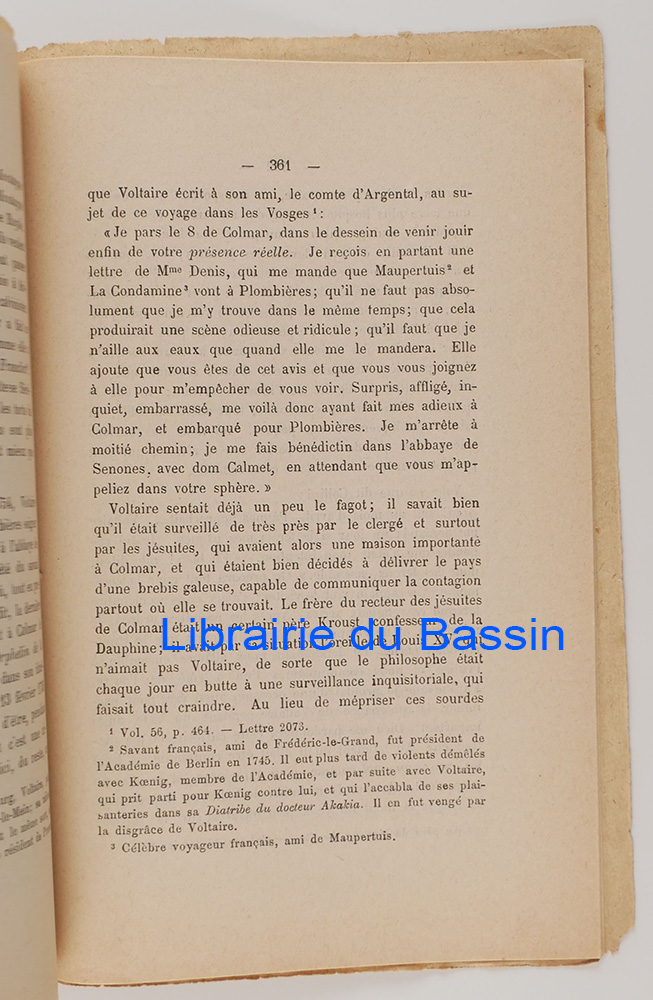 — 361 —
que Voltaire écrit à son ami, le comte d'Argental, au su-
jet de ce voyage dans les Vosges ¹ :
« Je pars le 8 de Colmar, dans le dessein de venir jouir
enfin de votre présence réelle. Je reçois en partant une
lettre de Mme Denis, qui me mande que Maupertuis ² et
La Condamine ³ vont à Plombières ; qu'il ne faut pas abso-
lument que je m'y trouve dans le même temps ; que cela
produirait une scène odieuse et ridicule ; qu'il faut que je
n'aille aux eaux que quand elle me le mandera. Elle
ajoute que vous êtes de cet avis et que vous vous joignez
à elle pour m'empêcher de vous voir. Surpris, affligé, in-
quiet, embarrassé, me voilà donc ayant fait mes adieux à
Colmar, et embarqué pour Plombières. Je m'arrête à
moitié chemin ; je me fais bénédictin dans l'abbaye de
Senones, avec dom Calmet, en attendant que vous m'ap-
peliez dans votre sphère. »
Voltaire sentait déjà un peu le fagot ; il savait bien
qu'il était surveillé de très près par le clergé et surtout
par les jésuites, qui avaient alors une maison importante
à Colmar, et qui étaient bien décidés à délivrer le pays
d'une brebis galeuse, capable de communiquer la contagion
partout où elle se trouvait. Le frère du recteur des jésuites
de Colmar était un certain père Kroust, confesseur de la
Dauphine ; il avait par sa situation l'oreille de Louis XV, qui
n'aimait pas Voltaire, de sorte que le philosophe était
chaque jour en butte à une surveillance inquisitoriale, qui
faisait tout craindre. Au lieu de mépriser ces sourdes
¹ Vol. 56, p. 464. — Lettre 2073.
² Savant français, ami de Frédéric-le-Grand, fut président de
l'Académie de Berlin en 1745. Il eut plus tard de violents démêlés
avec Kœnig, membre de l'Académie, et par suite avec Voltaire,
qui prit parti pour Kœnig contre lui, et qui l'accabla de ses plai-
santeries dans sa Diatribe du docteur Akakia. Il en fut vengé par
la disgrâce de Voltaire.
³ Célèbre voyageur français, ami de Maupertuis.
Librairie du Bassin